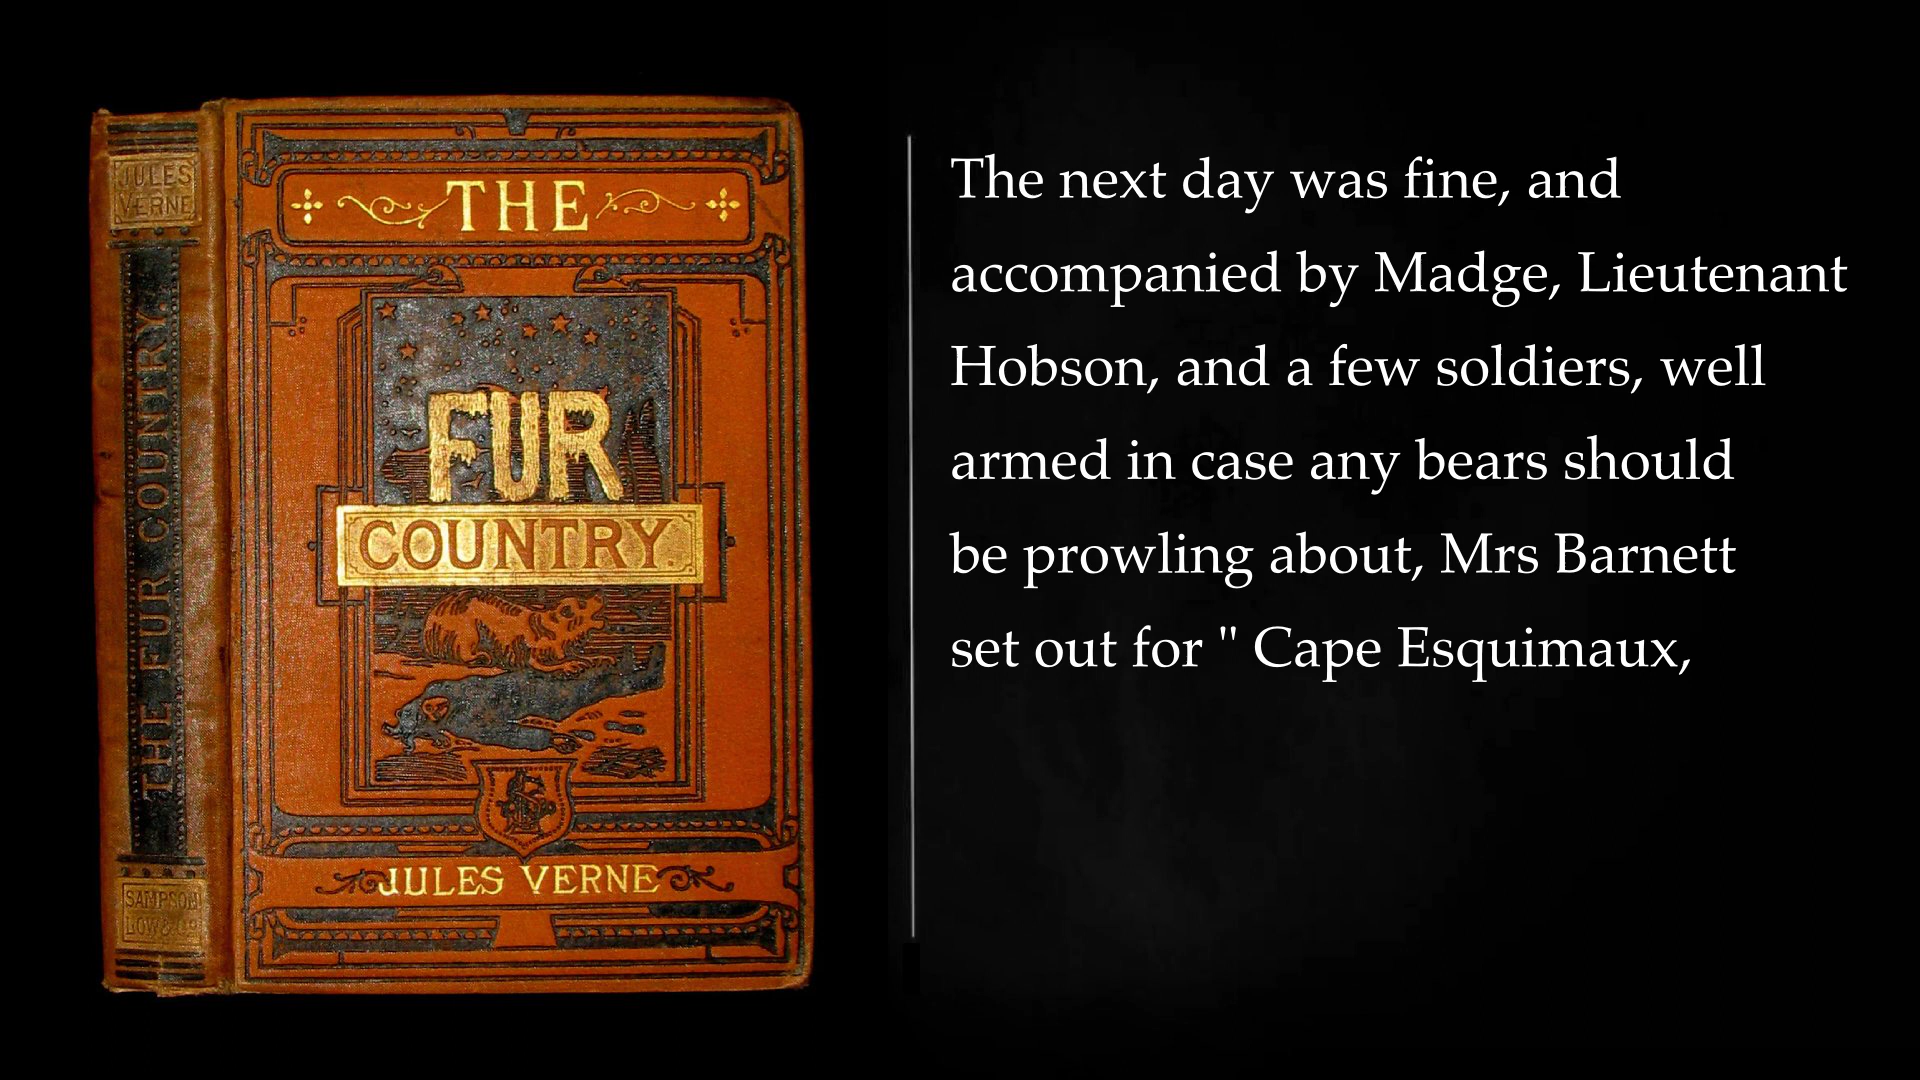 JULES
VERNE
THE FUR COUNTRY.
SAMPSON
LOW & Co
THE
FUR
COUNTRY.
JULES VERNE
The next day was fine, and
accompanied by Madge, Lieutenant
Hobson, and a few soldiers, well
armed in case any bears should
be prowling about, Mrs Barnett
set out for " Cape Esquimaux,